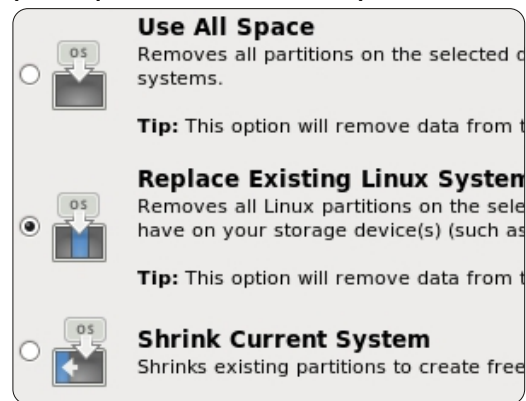 Use All Space
OS
Removes all partitions on the selected
systems.
Tip: This option will remove data from
Replace Existing Linux System
OS
Removes all Linux partitions on the
have on your storage device(s) (such as
Tip: This option will remove data from
OS
Shrink Current System
Shrinks existing partitions to create free